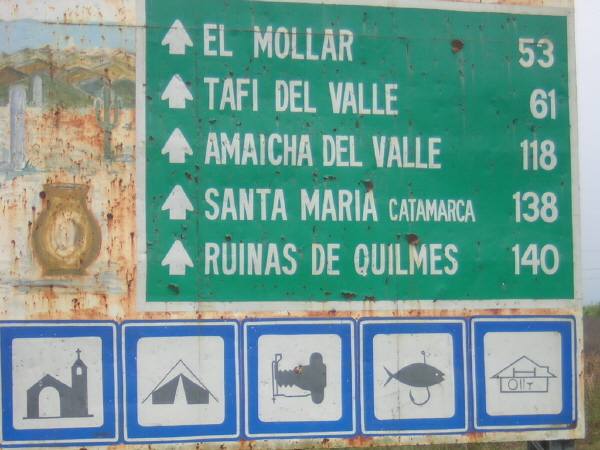 EL MOLLAR 53
TAFI DEL VALLE 61
AMAICHA DEL VALLE 118
SANTA MARIA CATAMARCA 138
RUINAS DE QUILMES 140